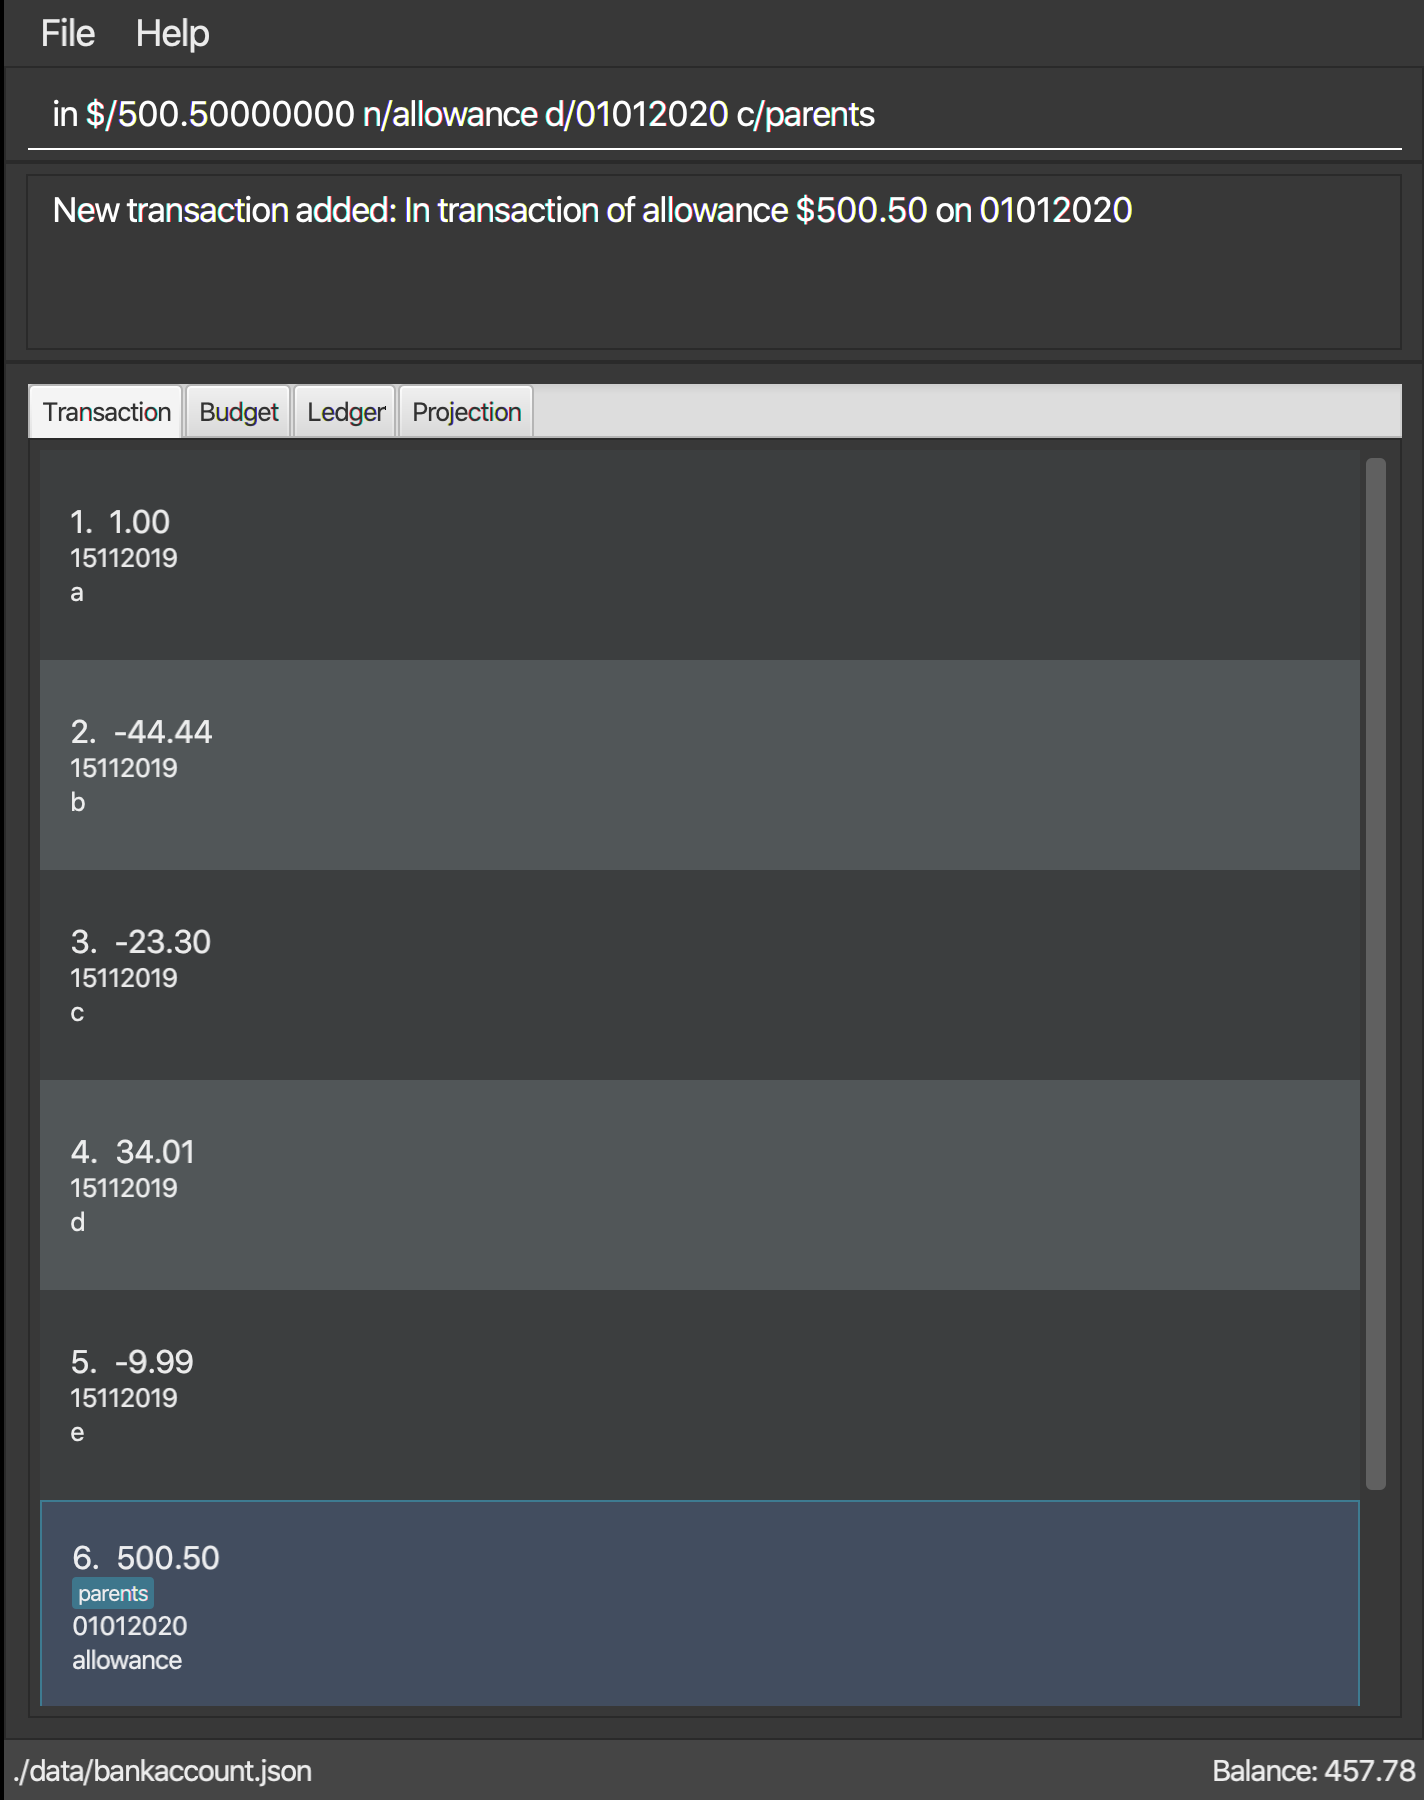 File Help
in $/500.50000000 n/allowance d/01012020 c/parents
New transaction added: In transaction of allowance $500.50 on 01012020
Transaction Budget Ledger Projection
1. 1.00
15112019
a
2. -44.44
15112019
b
3. -23.30
15112019
c
4. 34.01
15112019
d
5. -9.99
15112019
e
6. 500.50
parents
01012020
allowance
./data/bankaccount.json Balance: 457.78